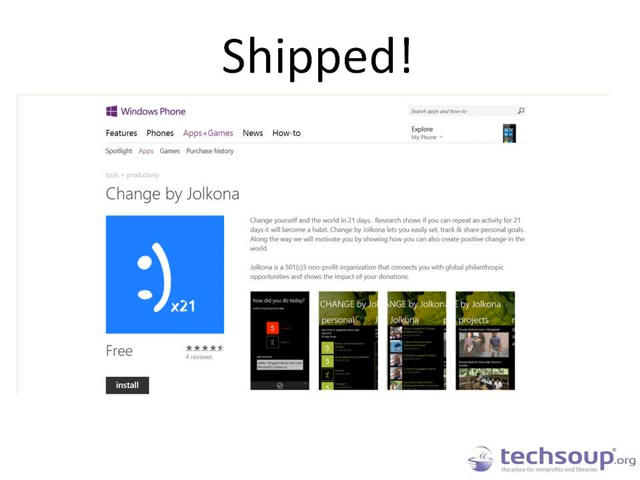 Shipped!
Windows Phone
Search apps and how-to
Features Phones Apps+Games News How-to
Explore
My Phone
Spotlight Apps Games Purchase history
tools + productivity
Change by Jolkona
Change yourself and the world in 21 days. Research shows if you can repeat an activity for 21
days it will become a habit. Change by Jolkona lets you easily set, track & share personal goals.
Along the way we will motivate you by showing how you can also create positive change in the
world.
Jolkona is a 501(c)3 non-profit organization that connects you with global philanthropic
opportunities and shows the impact of your donations.
:) x21
how did you do today?
CHANGE by Jol
personal
CHANGE by Jolkona
Jolkona
E by Jolkona
projects
Free
4 reviews
install
techsoup.org
the place for nonprofits and libraries